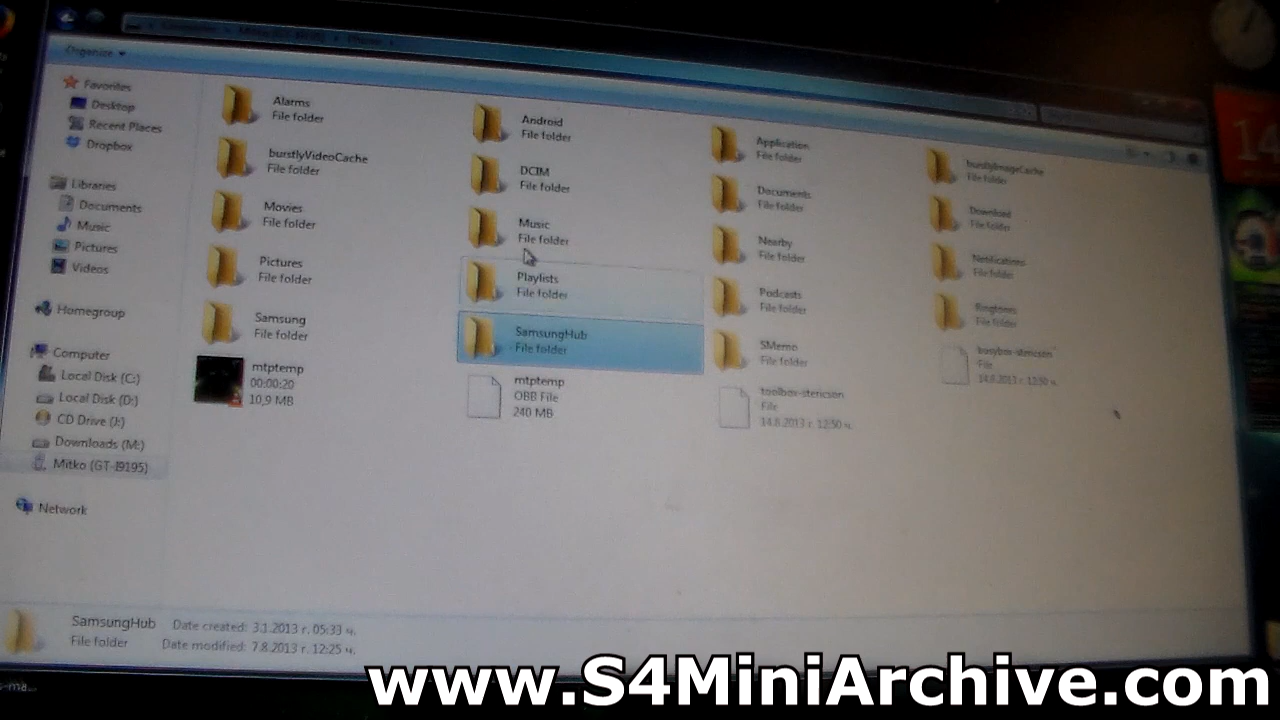 Organize
Favorites
Desktop
Recent Places
Dropbox
Libraries
Documents
Music
Pictures
Videos
Homegroup
Computer
Local Disk (C:)
Local Disk (D:)
CD Drive (J:)
Downloads (M:)
Mitko (GT-I9195)
Network
Alarms
File folder
Android
File folder
Application
File folder
burstlyImageCache
File folder
burstlyVideoCache
File folder
DCIM
File folder
Documents
File folder
Download
File folder
Movies
File folder
Music
File folder
Nearby
File folder
Notifications
File folder
Pictures
File folder
Playlists
File folder
Podcasts
File folder
Ringtones
File folder
Samsung
File folder
SamsungHub
File folder
SMemo
File folder
busybox-stericson
File
14.8.2013 г. 12:50 ч.
mtptemp
00:00:20
10,9 MB
mtptemp
OBB File
240 MB
toolbox-stericson
File
14.8.2013 г. 12:50 ч.
14
SamsungHub
File folder
Date created: 3.1.2013 г. 05:33 ч.
Date modified: 7.8.2013 г. 12:25 ч.
www.S4MiniArchive.com